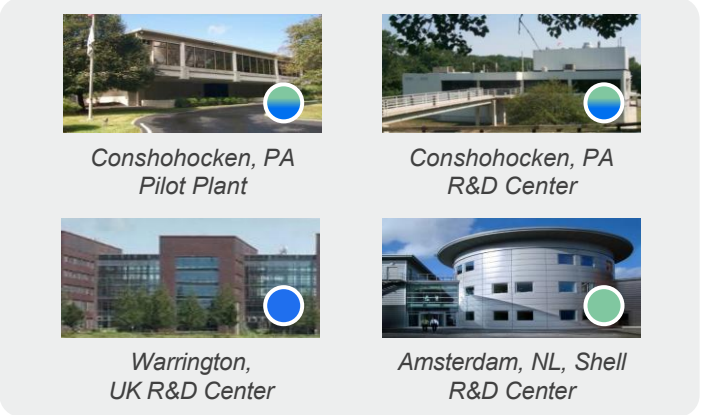 Conshohocken, PA
Pilot Plant
Conshohocken, PA
R&D Center
Warrington,
UK R&D Center
Amsterdam, NL, Shell
R&D Center